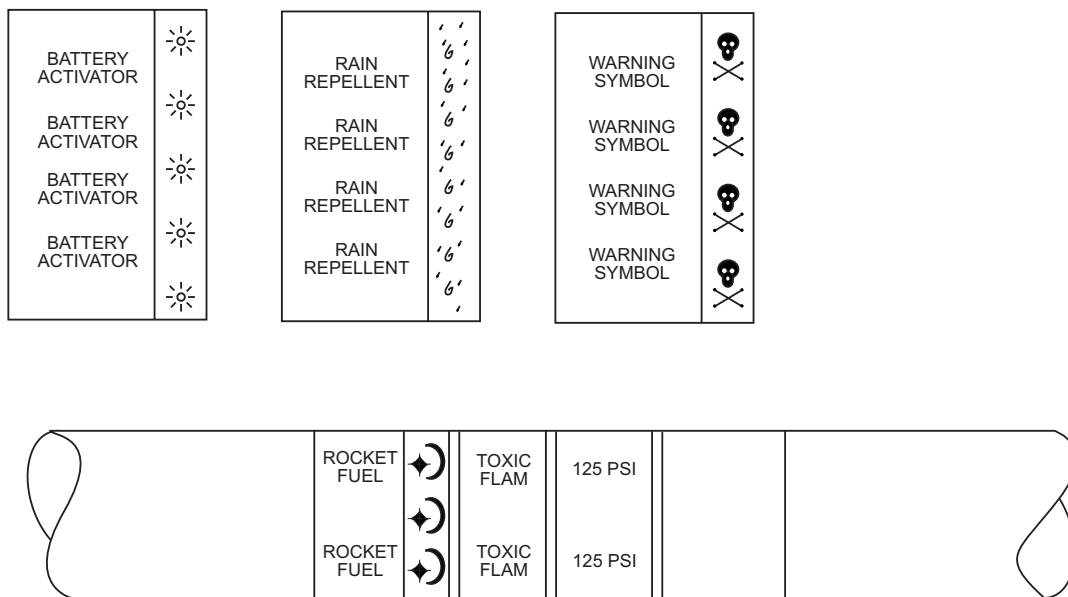 BATTERY
ACTIVATOR
BATTERY
ACTIVATOR
BATTERY
ACTIVATOR
BATTERY
ACTIVATOR
RAIN
REPELLENT
RAIN
REPELLENT
RAIN
REPELLENT
RAIN
REPELLENT
WARNING
SYMBOL
WARNING
SYMBOL
WARNING
SYMBOL
WARNING
SYMBOL
ROCKET
FUEL
TOXIC
FLAM
125 PSI
ROCKET
FUEL
TOXIC
FLAM
125 PSI